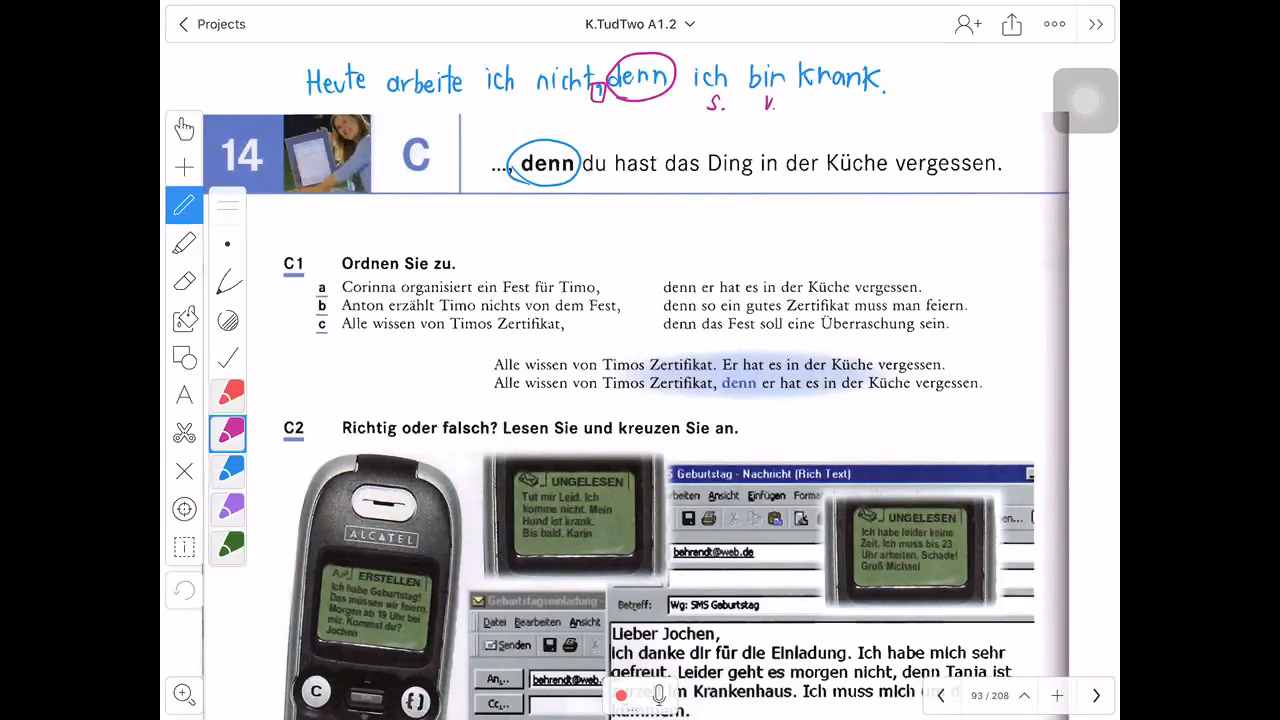 Projects
K.TudTwo A1.2
Heute arbeite ich nicht, denn ich bin krank.
S. V.
14 C ..., denn du hast das Ding in der Küche vergessen.
C1 Ordnen Sie zu.
a Corinna organisiert ein Fest für Timo, denn er hat es in der Küche vergessen.
b Anton erzählt Timo nichts von dem Fest, denn so ein gutes Zertifikat muss man feiern.
c Alle wissen von Timos Zertifikat, denn das Fest soll eine Überraschung sein.
Alle wissen von Timos Zertifikat. Er hat es in der Küche vergessen.
Alle wissen von Timos Zertifikat, denn er hat es in der Küche vergessen.
C2 Richtig oder falsch? Lesen Sie und kreuzen Sie an.
ALCATEL
ERSTELLEN
Ich habe Geburtstag!
Das müssen wir feiern.
Morgen ab 19 Uhr bei
mir. Kommst du?
Jochen
C
UNGELESEN
Tut mir Leid. Ich
komme nicht. Mein
Hund ist krank.
Bis bald. Karin
S Geburtstag - Nachricht (Rich Text)
beiten Ansicht Einfügen Forma
behrendt@web.de
UNGELESEN
Ich habe leider keine
Zeit. Ich muss bis 23
Uhr arbeiten. Schade!
Gruß Michael
Geburtstagseinladung -
Datei Bearbeiten Ansicht
Senden
An... behrendt@web.
Cc...
Betreff: Wg: SMS Geburtstag
Lieber Jochen,
ich danke dir für die Einladung. Ich habe mich sehr
gefreut. Leider geht es morgen nicht, denn Tanja ist
Krankenhaus. Ich muss mich
kümmern.
93 / 208